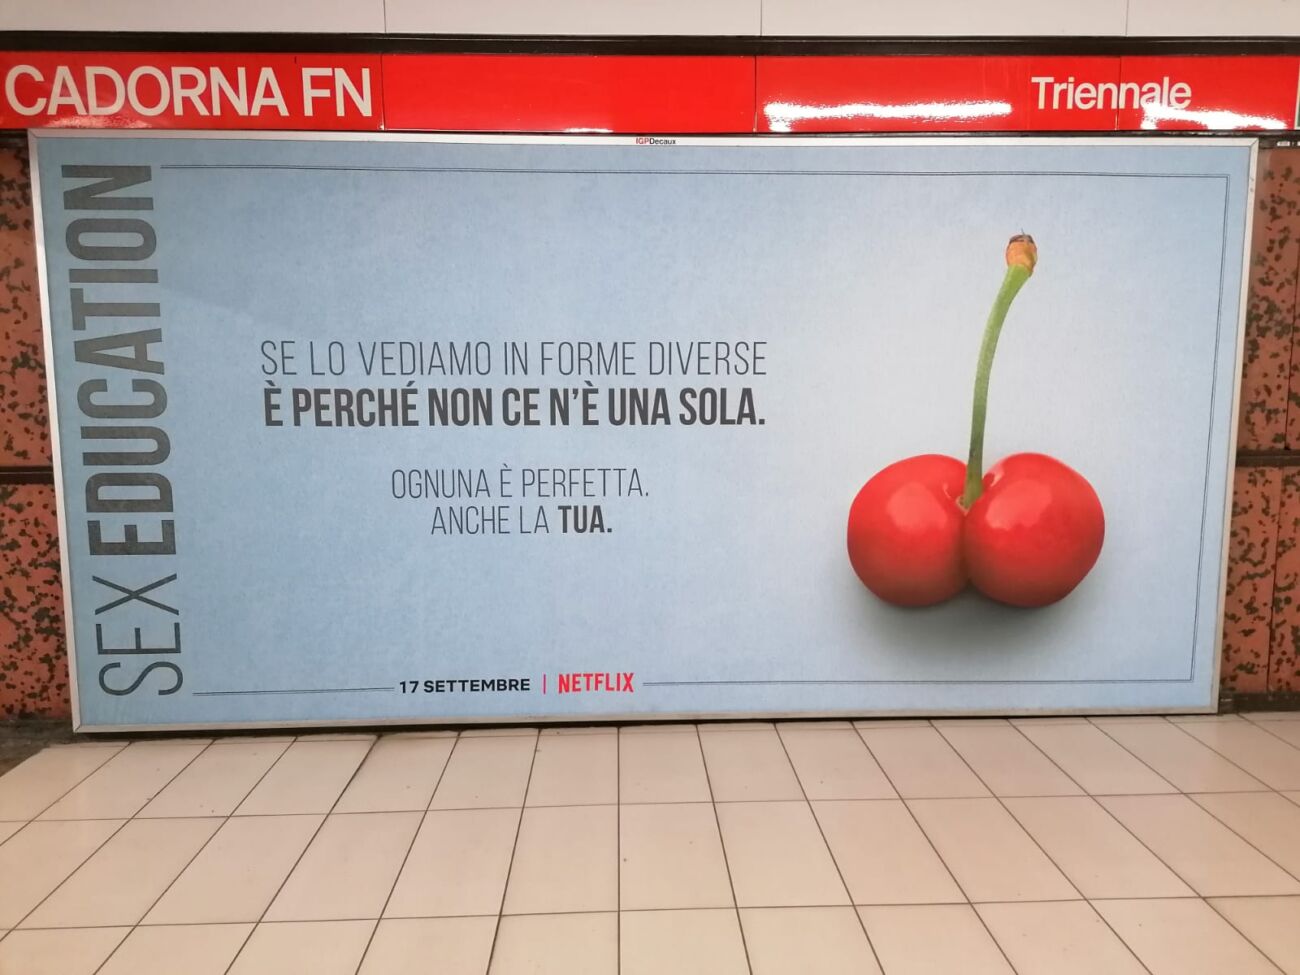 CADORNA FN
Triennale
IGPDecaux
SEX EDUCATION
SE LO VEDIAMO IN FORME DIVERSE
È PERCHÉ NON CE N'È UNA SOLA.
OGNUNA È PERFETTA.
ANCHE LA TUA.
17 SETTEMBRE | NETFLIX